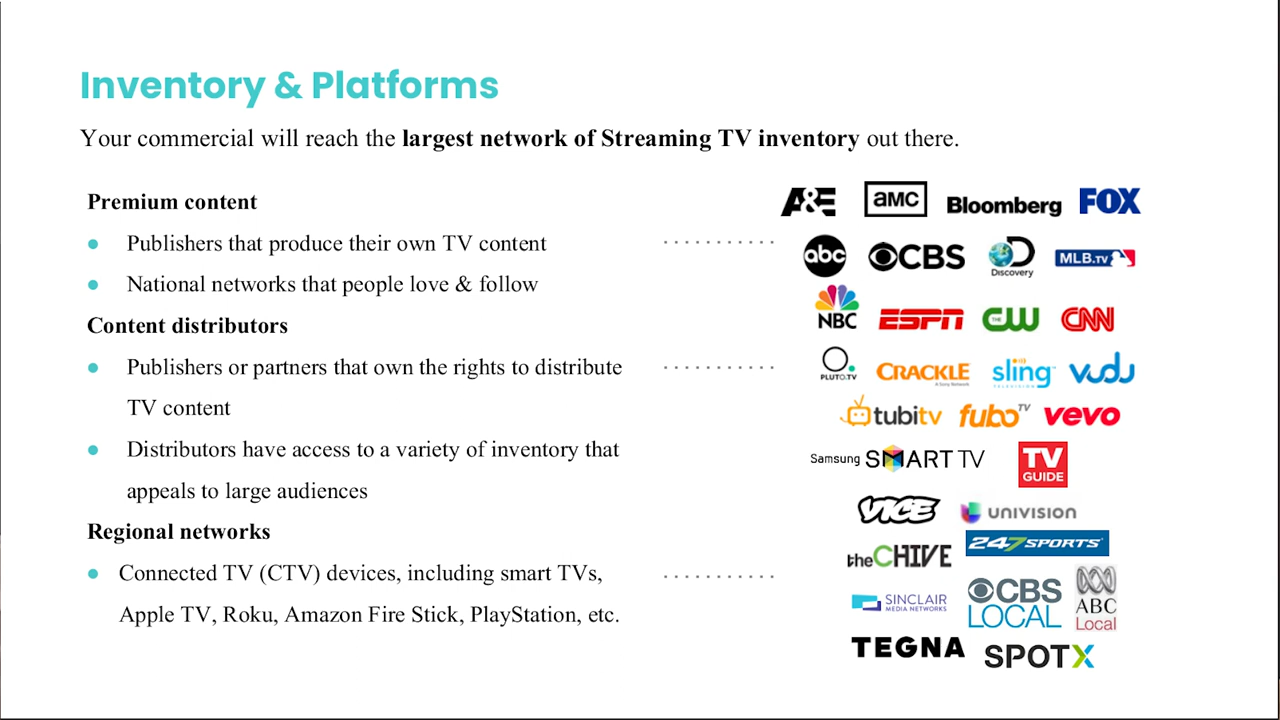 Inventory & Platforms
Your commercial will reach the largest network of Streaming TV inventory out there.
Premium content
● Publishers that produce their own TV content
● National networks that people love & follow
Content distributors
● Publishers or partners that own the rights to distribute
TV content
● Distributors have access to a variety of inventory that
appeals to large audiences
Regional networks
● Connected TV (CTV) devices, including smart TVs,
Apple TV, Roku, Amazon Fire Stick, PlayStation, etc.
A&E aMC Bloomberg FOX
abc CBS Discovery MLB.TV
NBC ESPN THE CW CNN
PLUTO.TV CRACKLE A Sony Network sling TELEVISION vudu
tubitv fuboTV vevo
Samsung SMART TV TV GUIDE
VICE UNIVISION
theCHIVE 247SPORTS
SINCLAIR MEDIA NETWORKS CBS LOCAL ABC Local
TEGNA SPOTX